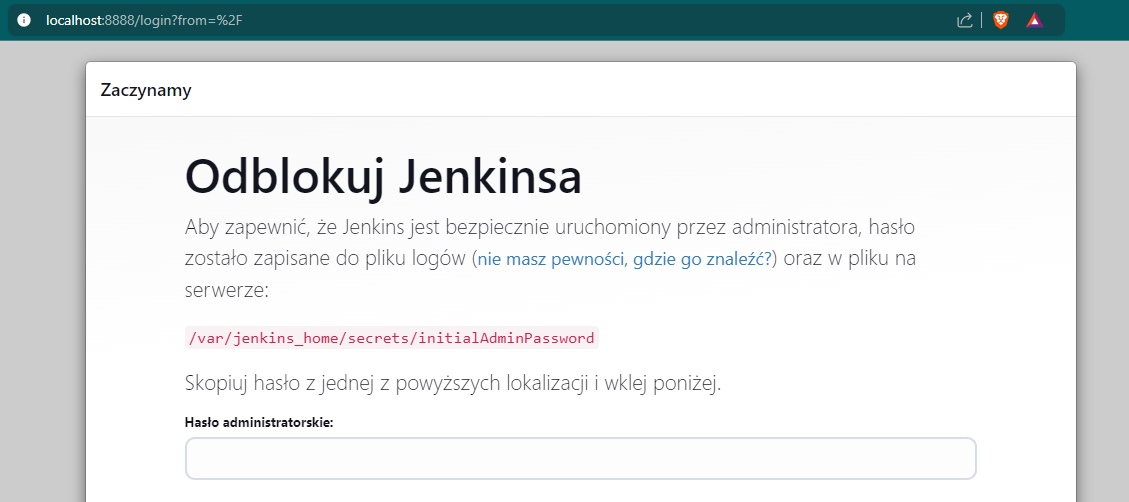 localhost:8888/login?from=%2F
Zaczynamy
Odblokuj Jenkinsa
Aby zapewnić, że Jenkins jest bezpiecznie uruchomiony przez administratora, hasło
zostało zapisane do pliku logów (nie masz pewności, gdzie go znaleźć?) oraz w pliku na
serwerze:
/var/jenkins_home/secrets/initialAdminPassword
Skopiuj hasło z jednej z powyższych lokalizacji i wklej poniżej.
Hasło administratorskie: